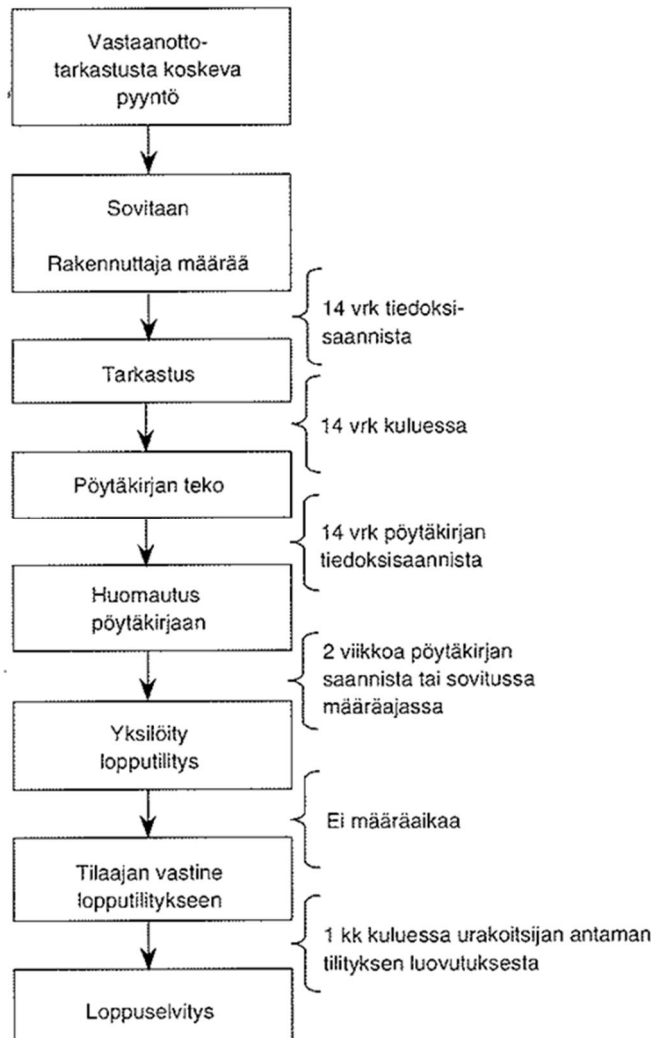 Vastaanotto-
tarkastusta koskeva
pyyntö
Sovitaan
Rakennuttaja määrää
14 vrk tiedoksi-
saannista
Tarkastus
14 vrk kuluessa
Pöytäkirjan teko
14 vrk pöytäkirjan
tiedoksisaannista
Huomautus
pöytäkirjaan
2 viikkoa pöytäkirjan
saannista tai sovitussa
määräajassa
Yksilöity
lopputilitys
Ei määräaikaa
Tilaajan vastine
lopputilitykseen
1 kk kuluessa urakoitsijan antaman
tilityksen luovutuksesta
Loppuselvitys